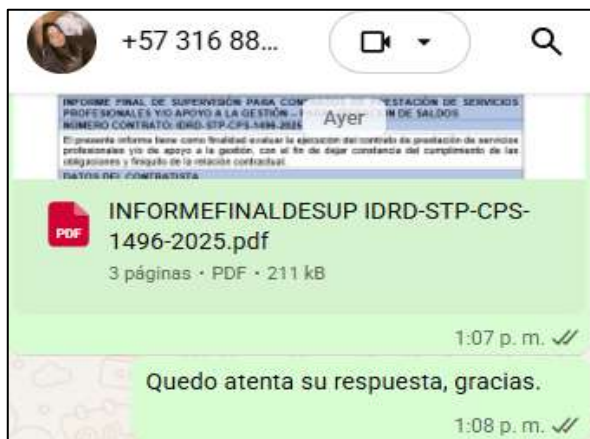 +57 316 88...
INFORME FINAL DE SUPERVISIÓN PARA CON PRESTACIÓN DE SERVICIOS
PROFESIONALES Y/O APOYO A LA GESTIÓN – DE SALDOS
Ayer
NÚMERO CONTRATO: IDRD-STP-CPS-1496-2025
El presente informe tiene como finalidad evaluar la ejecución del contrato de prestación de servicios
profesionales y/o de apoyo a la gestión, con el fin de dejar constancia del cumplimiento de las
obligaciones y finiquito de la relación contractual.
DATOS DEL CONTRATISTA
PDF
INFORMEFINALDESUP IDRD-STP-CPS-
1496-2025.pdf
3 páginas • PDF • 211 kB
1:07 p. m.
Quedo atenta su respuesta, gracias.
1:08 p. m.